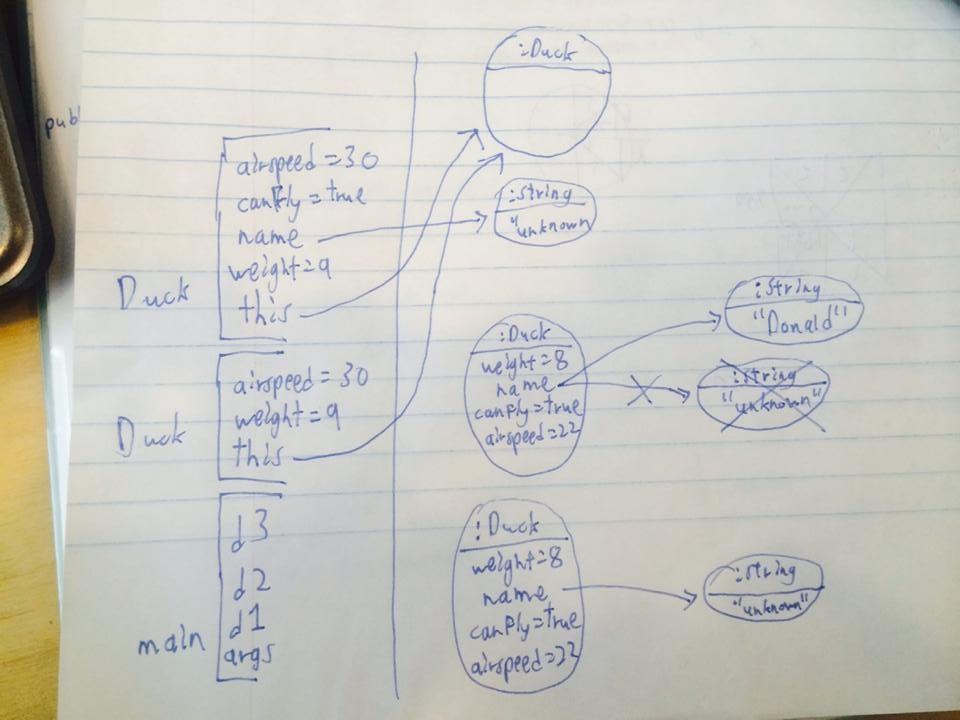 publ
airspeed = 30
canFly = true
name
weight = 9
this
Duck
airspeed = 30
weight = 9
this
Duck
d3
d2
d1
args
main
:Duck
:string
"unknown
:Duck
weight=8
name
canFly=true
airspeed=22
:string
"Donald"
:string
"unknown"
:Duck
weight=8
name
canFly=true
airspeed=22
:string
"unknown"